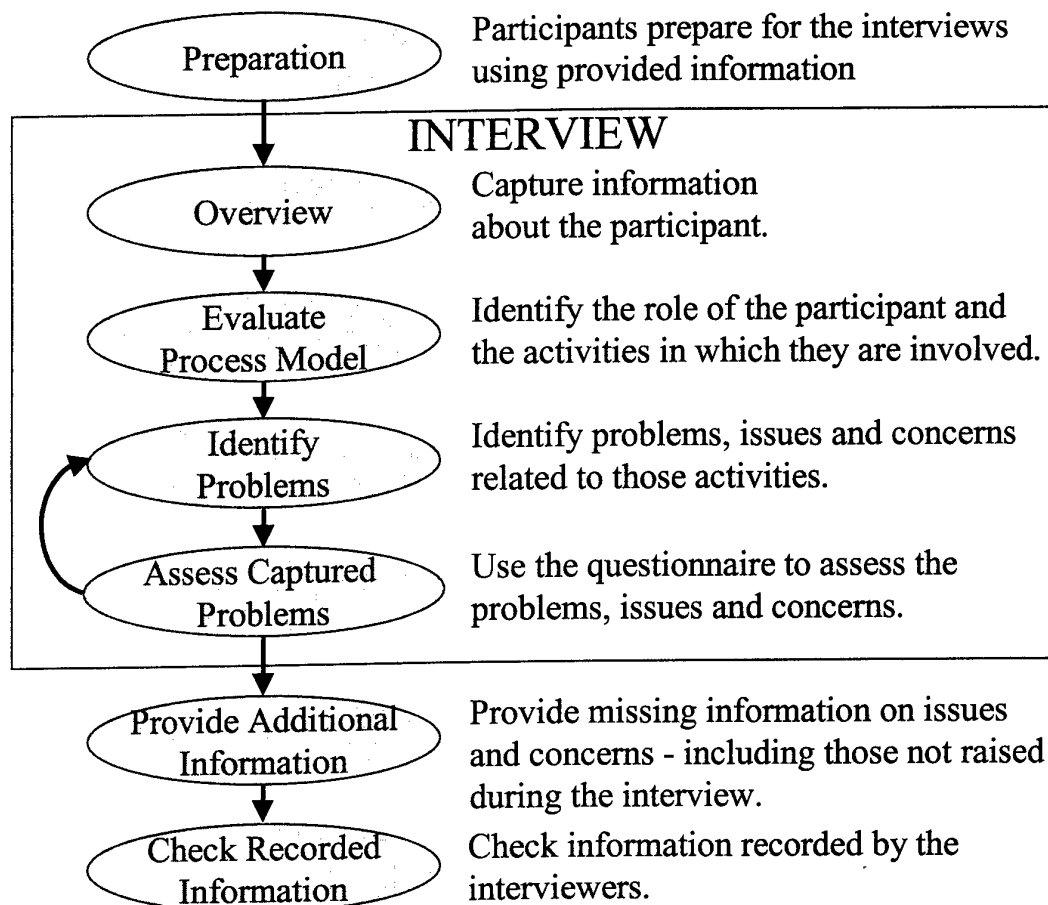 Preparation
Participants prepare for the interviews
using provided information
INTERVIEW
Overview
Capture information
about the participant.
Evaluate
Process Model
Identify the role of the participant and
the activities in which they are involved.
Identify
Problems
Identify problems, issues and concerns
related to those activities.
Assess Captured
Problems
Use the questionnaire to assess the
problems, issues and concerns.
Provide Additional
Information
Provide missing information on issues
and concerns - including those not raised
during the interview.
Check Recorded
Information
Check information recorded by the
interviewers.